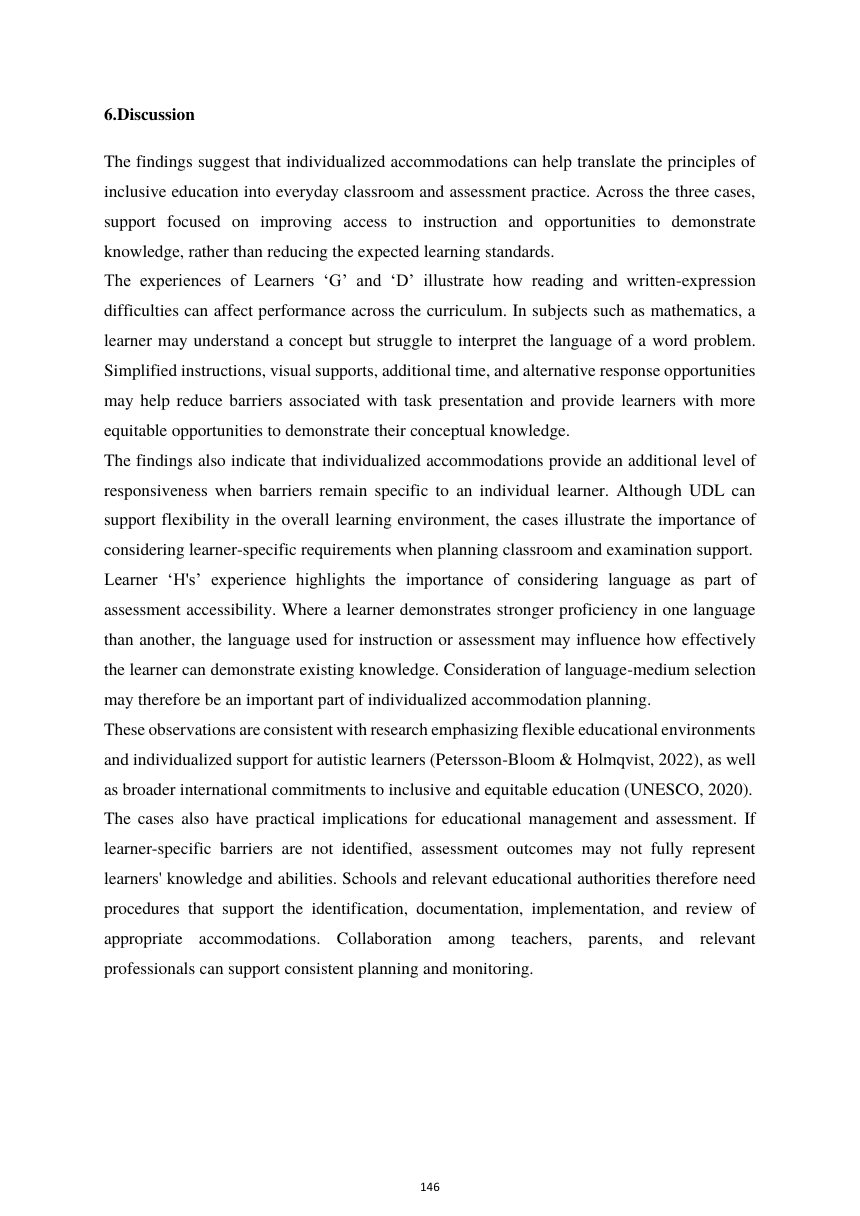 6.Discussion
The findings suggest that individualized accommodations can help translate the principles of
inclusive education into everyday classroom and assessment practice. Across the three cases,
support focused on improving access to instruction and opportunities to demonstrate
knowledge, rather than reducing the expected learning standards.
The experiences of Learners ‘G’ and ‘D’ illustrate how reading and written-expression
difficulties can affect performance across the curriculum. In subjects such as mathematics, a
learner may understand a concept but struggle to interpret the language of a word problem.
Simplified instructions, visual supports, additional time, and alternative response opportunities
may help reduce barriers associated with task presentation and provide learners with more
equitable opportunities to demonstrate their conceptual knowledge.
The findings also indicate that individualized accommodations provide an additional level of
responsiveness when barriers remain specific to an individual learner. Although UDL can
support flexibility in the overall learning environment, the cases illustrate the importance of
considering learner-specific requirements when planning classroom and examination support.
Learner ‘H's’ experience highlights the importance of considering language as part of
assessment accessibility. Where a learner demonstrates stronger proficiency in one language
than another, the language used for instruction or assessment may influence how effectively
the learner can demonstrate existing knowledge. Consideration of language-medium selection
may therefore be an important part of individualized accommodation planning.
These observations are consistent with research emphasizing flexible educational environments
and individualized support for autistic learners (Petersson-Bloom & Holmqvist, 2022), as well
as broader international commitments to inclusive and equitable education (UNESCO, 2020).
The cases also have practical implications for educational management and assessment. If
learner-specific barriers are not identified, assessment outcomes may not fully represent
learners' knowledge and abilities. Schools and relevant educational authorities therefore need
procedures that support the identification, documentation, implementation, and review of
appropriate accommodations. Collaboration among teachers, parents, and relevant
professionals can support consistent planning and monitoring.
146